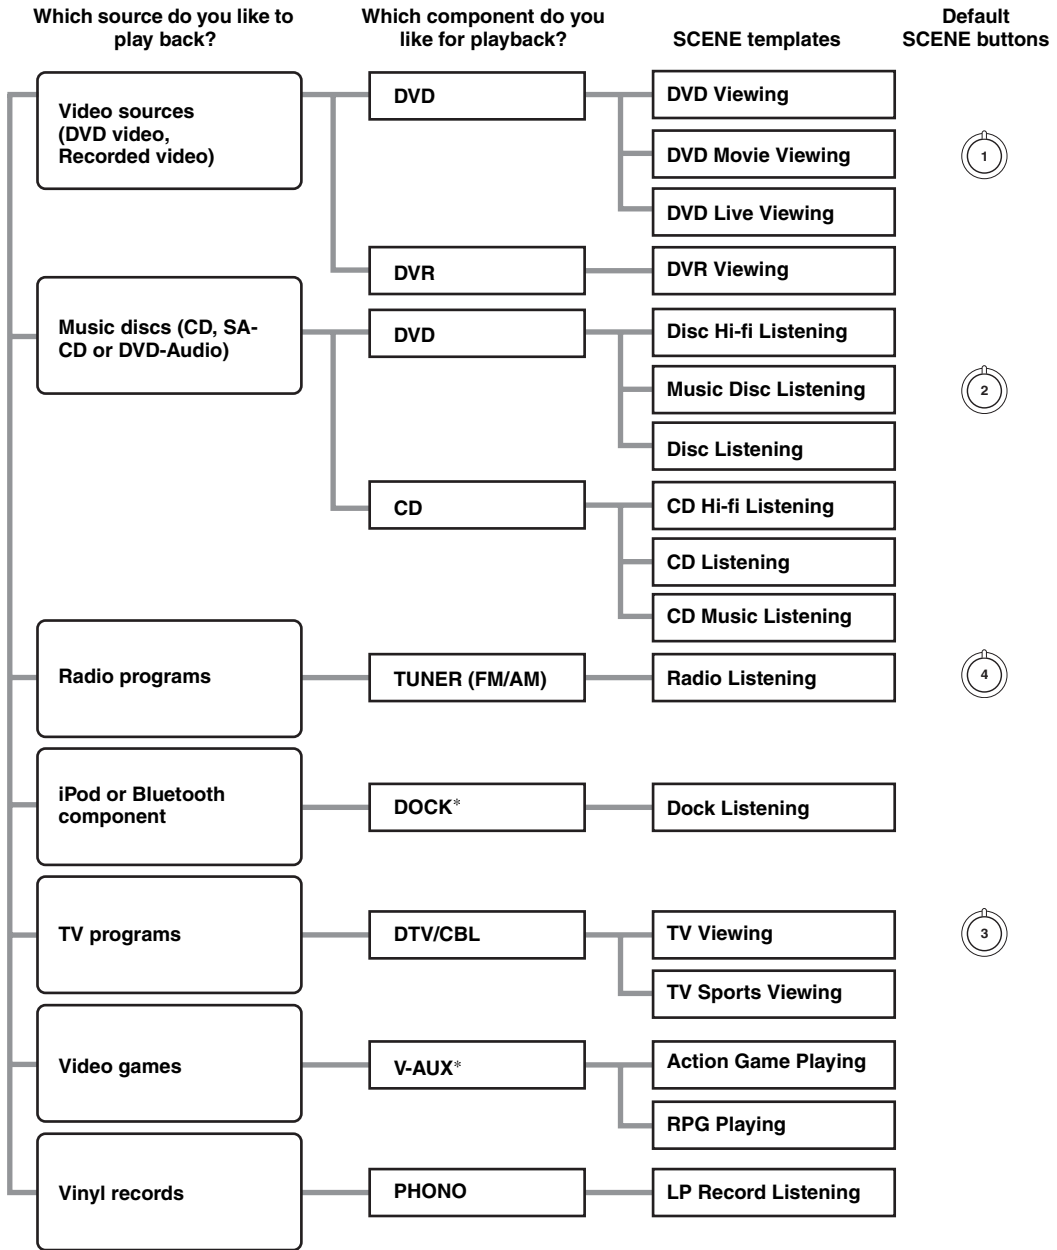 Which source do you like to
play back?
Which component do you
like for playback?
SCENE templates
Default
SCENE buttons
Video sources
(DVD video,
Recorded video)
DVD
DVD Viewing
DVD Movie Viewing
1
DVD Live Viewing
DVR
DVR Viewing
Music discs (CD, SA-
CD or DVD-Audio)
DVD
Disc Hi-fi Listening
Music Disc Listening
2
Disc Listening
CD
CD Hi-fi Listening
CD Listening
CD Music Listening
Radio programs
TUNER (FM/AM)
Radio Listening
4
iPod or Bluetooth
component
DOCK*
Dock Listening
TV programs
DTV/CBL
TV Viewing
3
TV Sports Viewing
Video games
V-AUX*
Action Game Playing
RPG Playing
Vinyl records
PHONO
LP Record Listening